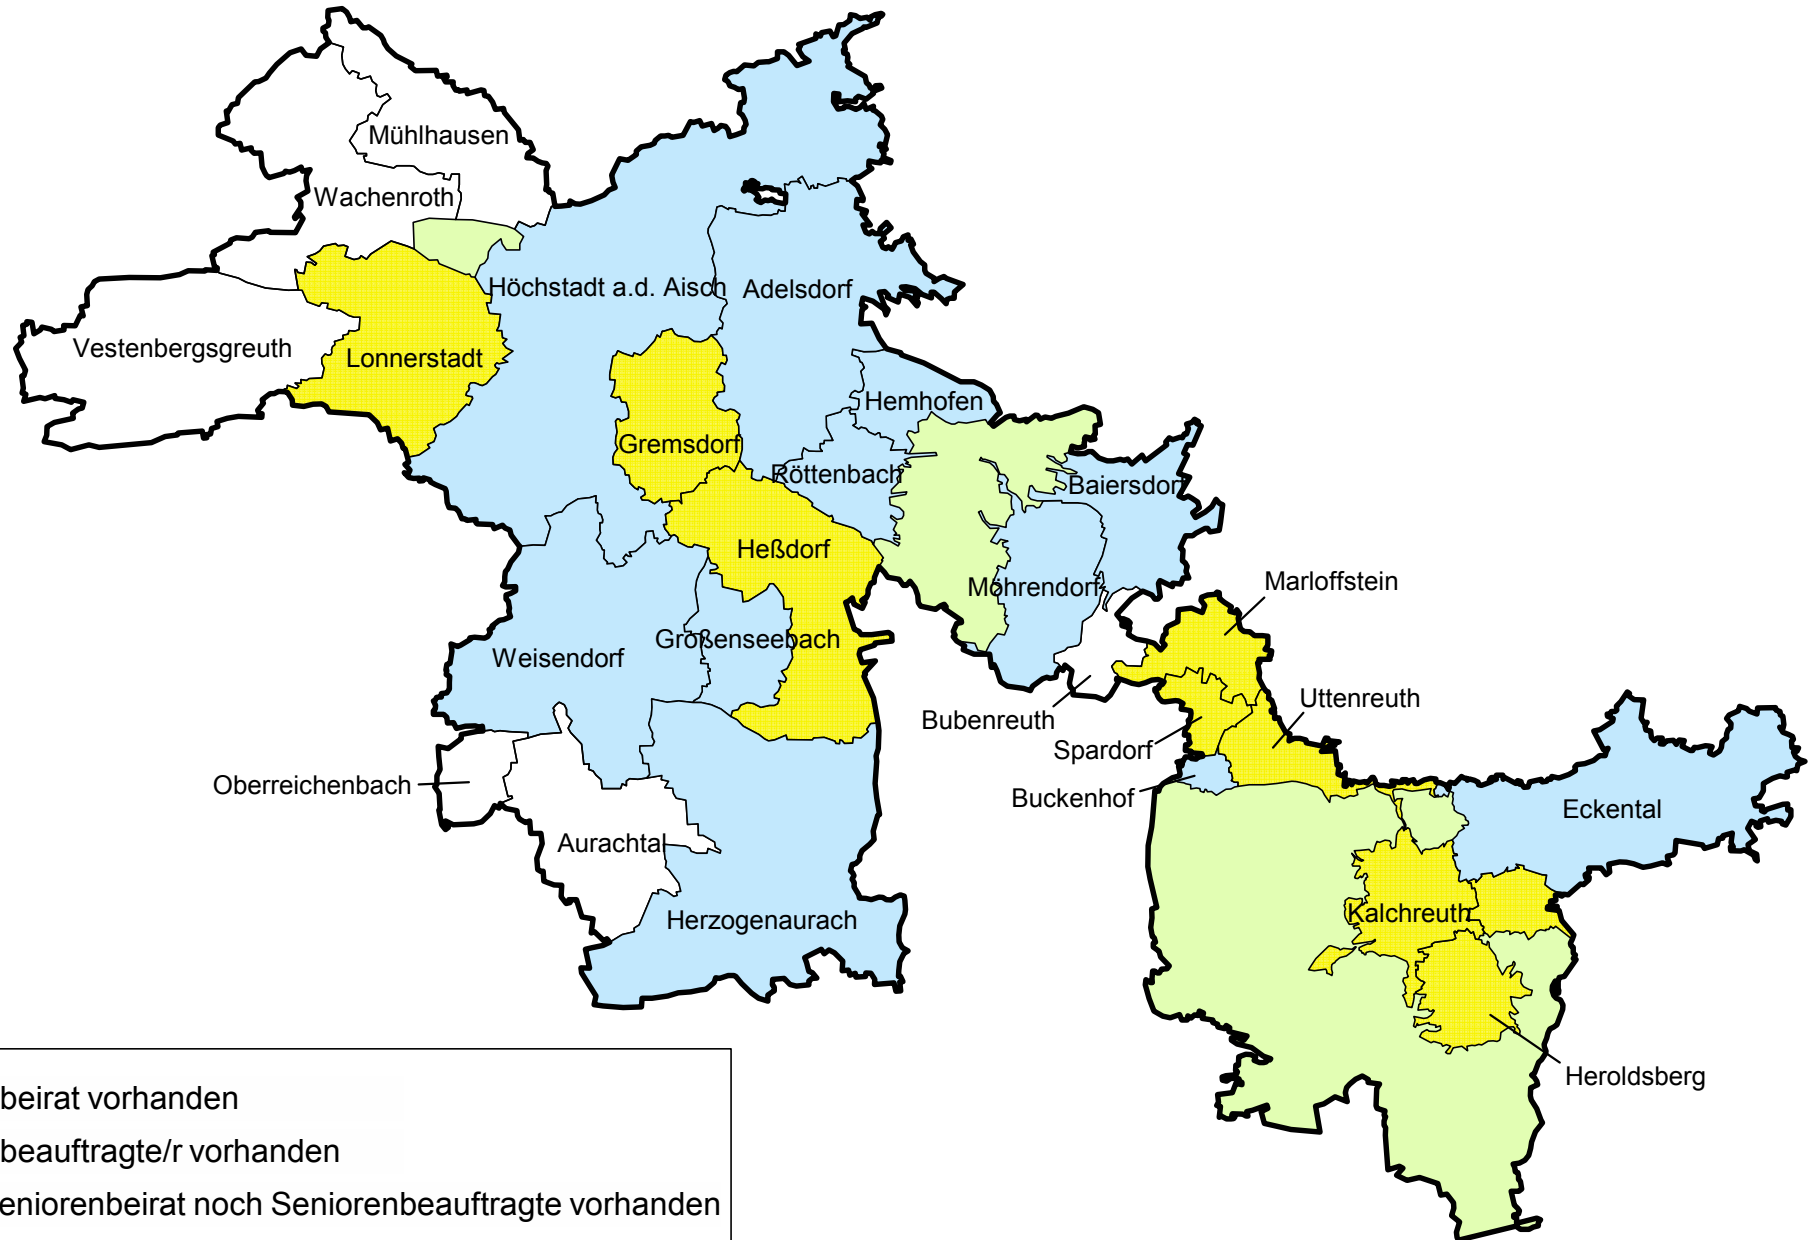 Mühlhausen
Wachenroth
Höchstadt a.d. Aisch
Adelsdorf
Vestenbergsgreuth
Lonnerstadt
Hemhofen
Gremsdorf
Röttenbach
Baiersdorf
Heßdorf
Möhrendorf
Marloffstein
Großenseebach
Weisendorf
Uttenreuth
Bubenreuth
Spardorf
Oberreichenbach
Buckenhof
Eckental
Aurachtal
Kalchreuth
Herzogenaurach
Heroldsberg
beirat vorhanden
beauftragte/r vorhanden
eniorenbeirat noch Seniorenbeauftragte vorhanden